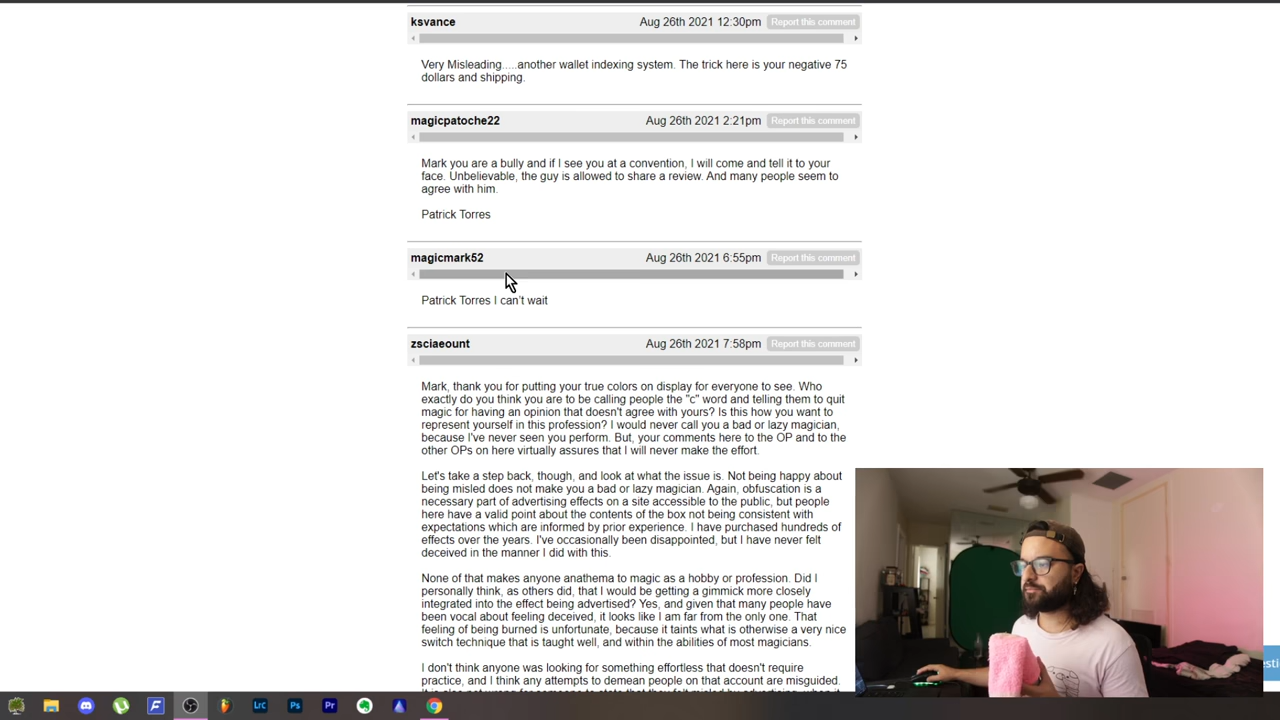 ksvance Aug 26th 2021 12:30pm Report this comment
Very Misleading.....another wallet indexing system. The trick here is your negative 75
dollars and shipping.
magicpatoche22 Aug 26th 2021 2:21pm Report this comment
Mark you are a bully and if I see you at a convention, I will come and tell it to your
face. Unbelievable, the guy is allowed to share a review. And many people seem to
agree with him.
Patrick Torres
magicmark52 Aug 26th 2021 6:55pm Report this comment
Patrick Torres I can't wait
zsciaeount Aug 26th 2021 7:58pm Report this comment
Mark, thank you for putting your true colors on display for everyone to see. Who
exactly do you think you are to be calling people the "c" word and telling them to quit
magic for having an opinion that doesn't agree with yours? Is this how you want to
represent yourself in this profession? I would never call you a bad or lazy magician,
because I've never seen you perform. But, your comments here to the OP and to the
other OPs on here virtually assures that I will never make the effort.
Let's take a step back, though, and look at what the issue is. Not being happy about
being misled does not make you a bad or lazy magician. Again, obfuscation is a
necessary part of advertising effects on a site accessible to the public, but people
here have a valid point about the contents of the box not being consistent with
expectations which are informed by prior experience. I have purchased hundreds of
effects over the years. I've occasionally been disappointed, but I have never felt
deceived in the manner I did with this.
None of that makes anyone anathema to magic as a hobby or profession. Did I
personally think, as others did, that I would be getting a gimmick more closely
integrated into the effect being advertised? Yes, and given that many people have
been vocal about feeling deceived, it looks like I am far from the only one. That
feeling of being burned is unfortunate, because it taints what is otherwise a very nice
switch technique that is taught well, and within the abilities of most magicians.
I don't think anyone was looking for something effortless that doesn't require
practice, and I think any attempts to demean people on that account are misguided.
esti
Lrc Ps Pr